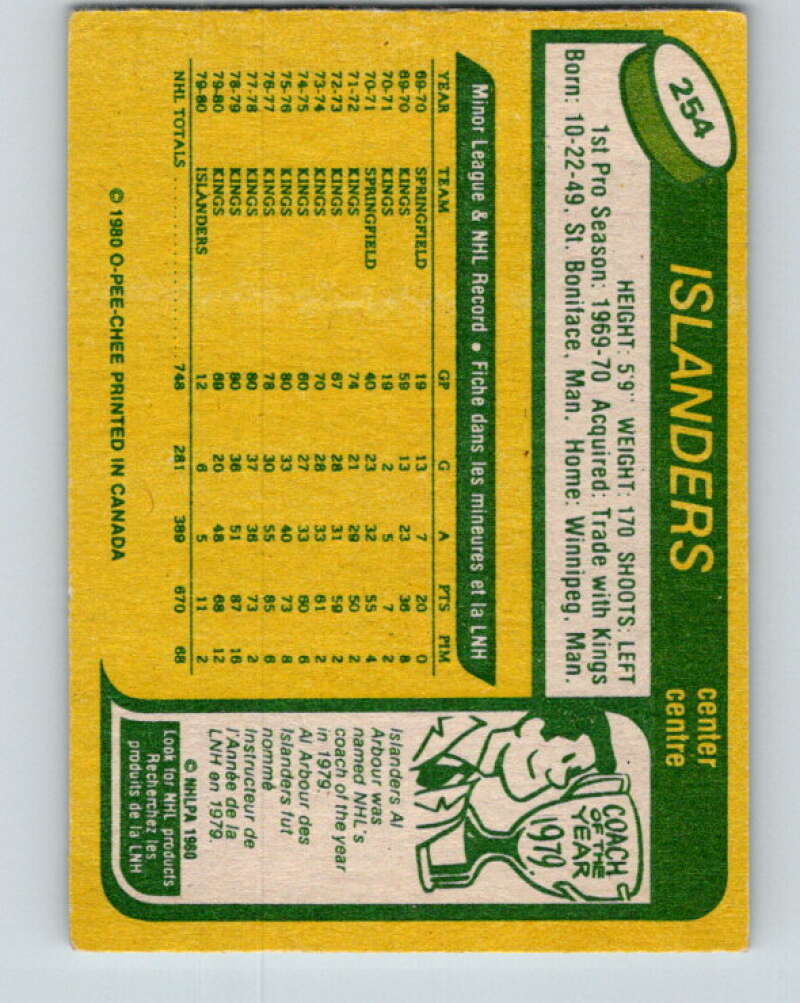 254
ISLANDERS
center
centre
HEIGHT: 5'9" WEIGHT: 170 SHOOTS: LEFT
1st Pro Season: 1969-70 Acquired: Trade with Kings
Born: 10-22-49, St. Boniface, Man. Home: Winnipeg, Man.
Minor League & NHL Record • Fiche dans les mineures et la LNH
YEAR TEAM GP G A PTS PIM
69-70 SPRINGFIELD 19 13 7 20 0
69-70 KINGS 59 13 23 36 8
70-71 KINGS 19 2 5 7 2
70-71 SPRINGFIELD 40 23 32 55 4
71-72 KINGS 74 21 29 50 2
72-73 KINGS 67 28 31 59 2
73-74 KINGS 70 28 33 61 2
74-75 KINGS 60 27 33 60 6
75-76 KINGS 80 33 40 73 8
76-77 KINGS 78 30 55 85 6
77-78 KINGS 80 37 36 73 2
78-79 KINGS 80 36 51 87 16
79-80 KINGS 69 20 48 68 12
79-80 ISLANDERS 12 6 5 11 2
NHL TOTALS .......... 748 281 389 670 68
© 1980 O-PEE-CHEE PRINTED IN CANADA
COACH
OF THE
YEAR
1979
Islanders Al
Arbour was
named NHL's
coach of the year
in 1979.
Al Arbour des
Islanders fut
nommé
Instructeur de
l'Année de la
LNH en 1979.
© NHLPA 1980
Look for NHL products
Recherchez les
produits de la LNH